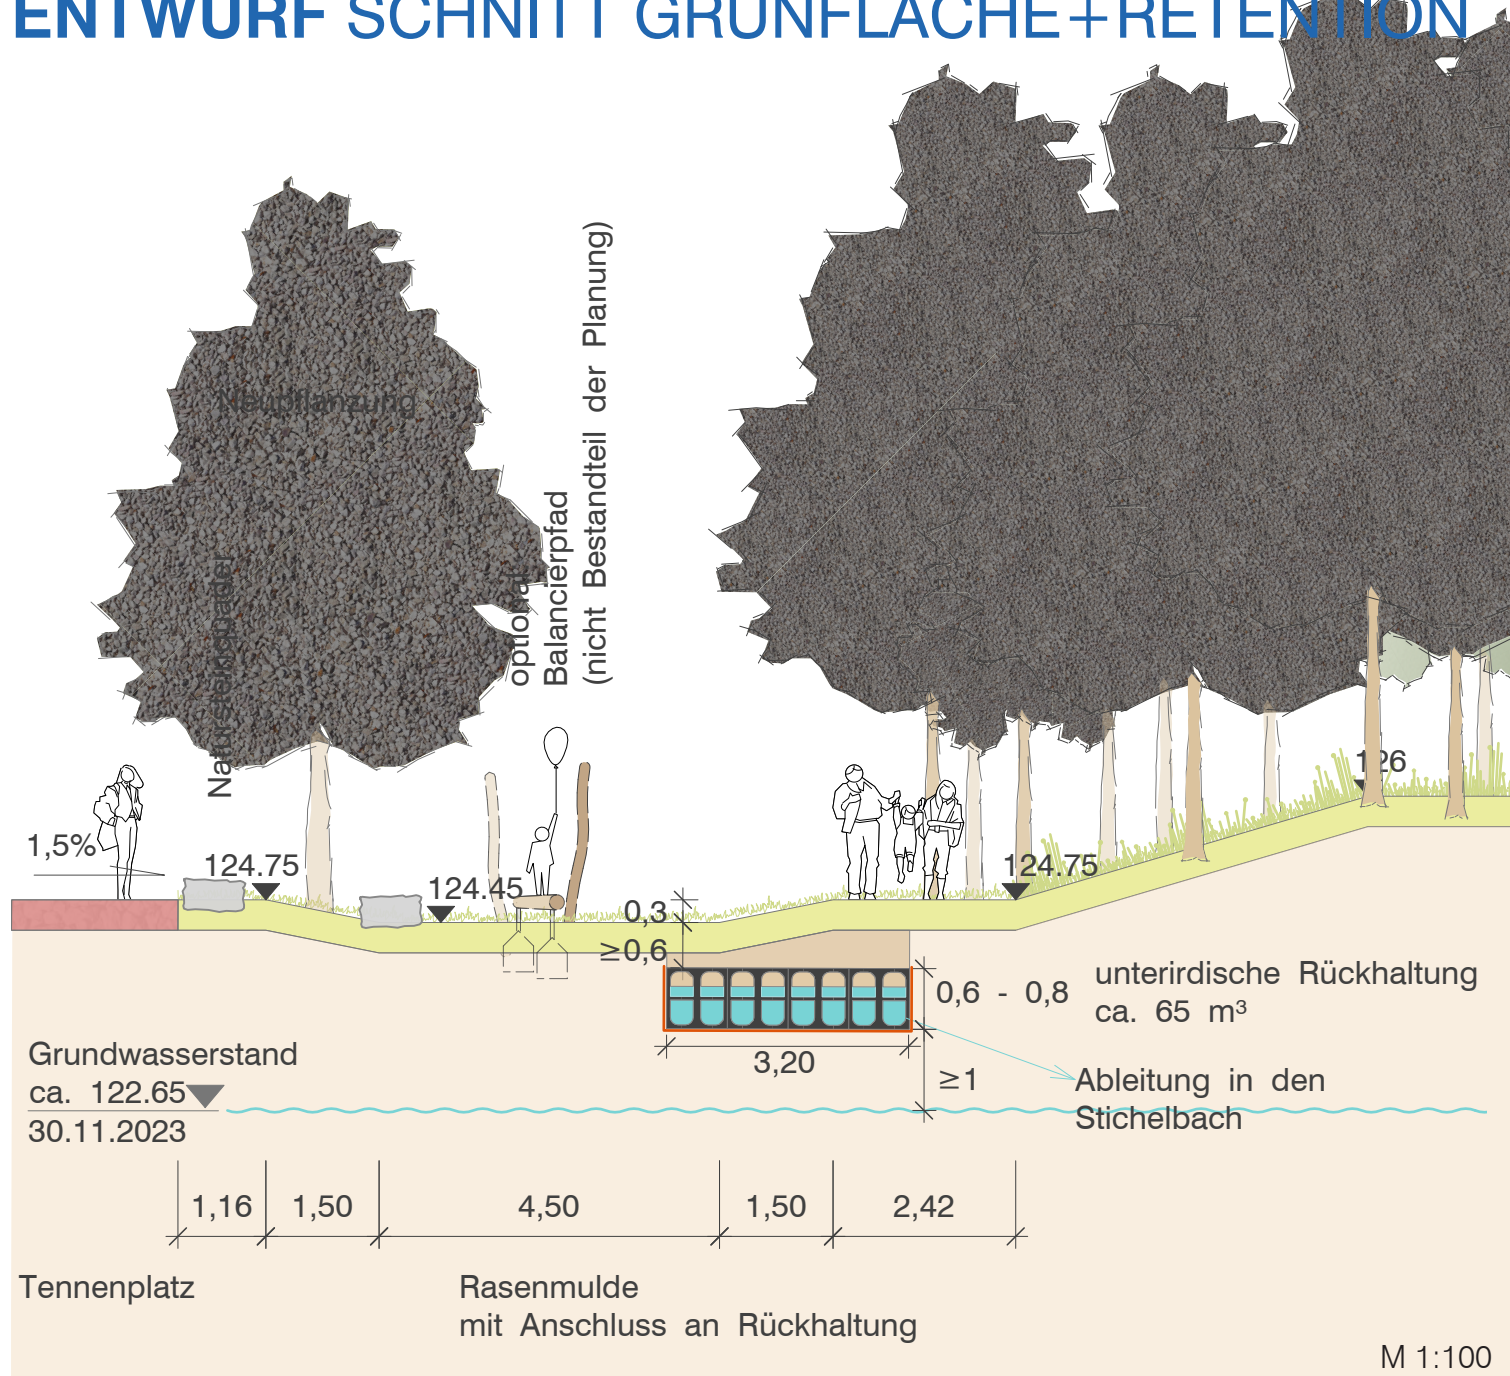 ENTWURF SCHNITT GRÜNFLÄCHE+RETENTION
Neupflanzung
Natursteinquader
optional
Balancierpfad
(nicht Bestandteil der Planung)
126
1,5%
124.75
124.45
124.75
0,3
≥0,6
0,6 - 0,8
unterirdische Rückhaltung
ca. 65 m³
3,20
≥1
Ableitung in den
Stichelbach
Grundwasserstand
ca. 122.65
30.11.2023
1,16
1,50
4,50
1,50
2,42
Tennenplatz
Rasenmulde
mit Anschluss an Rückhaltung
M 1:100